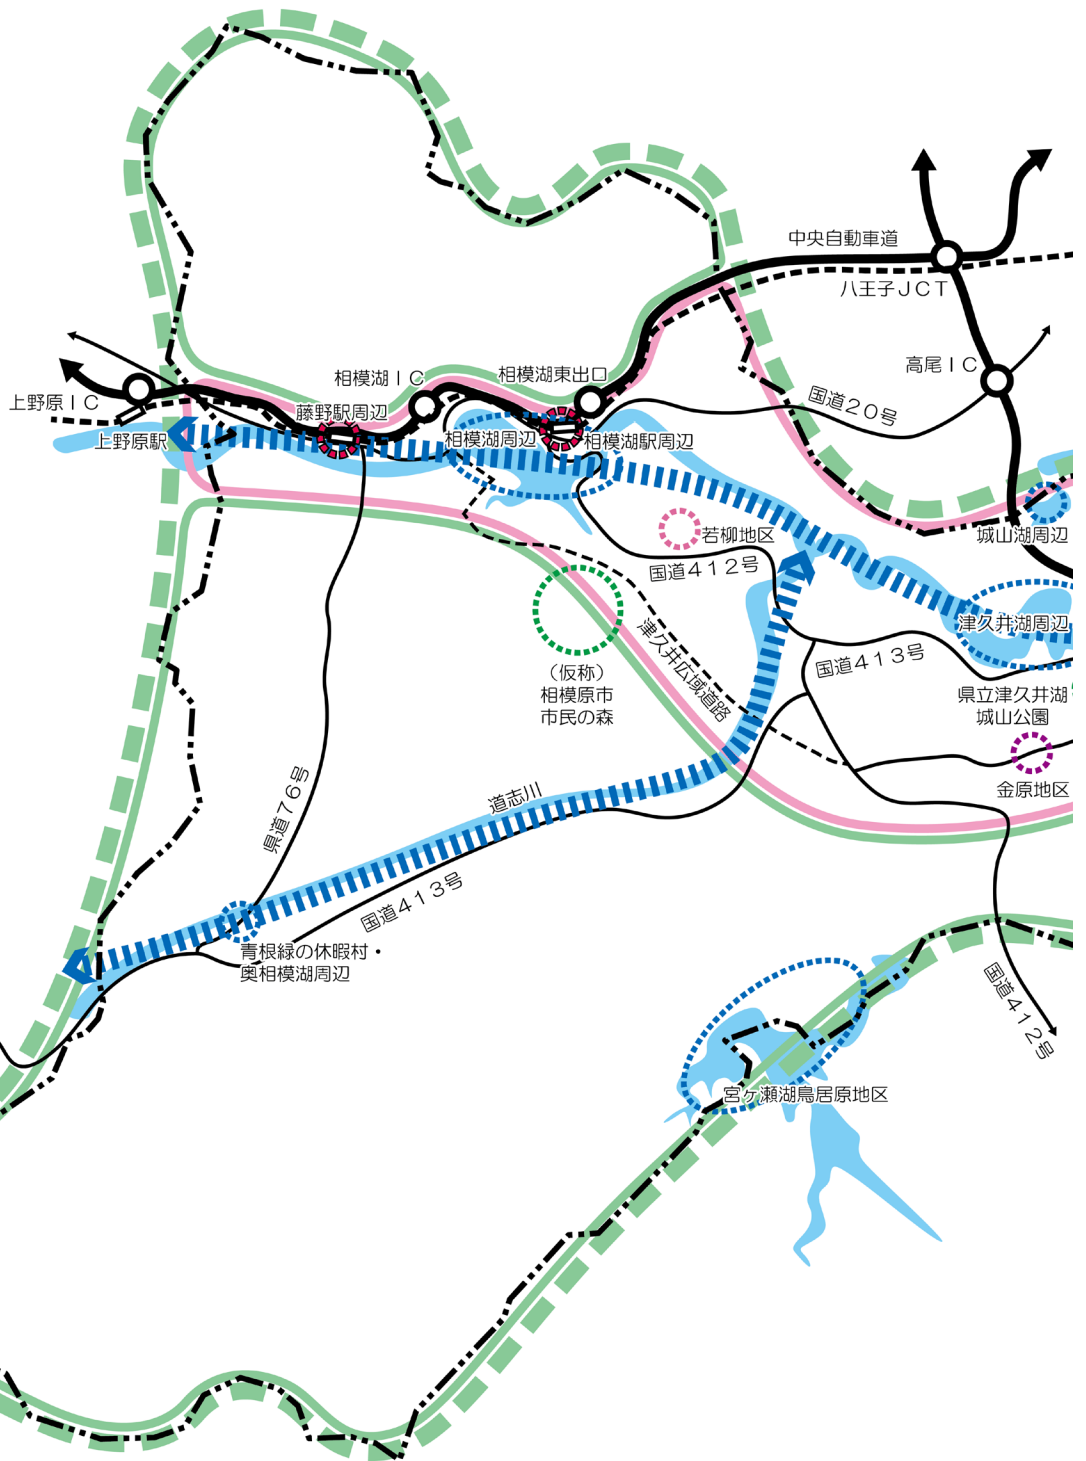 中央自動車道
八王子ＪＣＴ
高尾ＩＣ
相模湖東出口
相模湖ＩＣ
上野原ＩＣ
藤野駅周辺
国道２０号
上野原駅
相模湖周辺
相模湖駅周辺
若柳地区
城山湖周辺
国道４１２号
津久井湖周辺
津久井広域道路
国道４１３号
（仮称）
相模原市
市民の森
県立津久井湖
城山公園
金原地区
県道７６号
道志川
国道４１３号
青根緑の休暇村・
奥相模湖周辺
国道４１２号
宮ヶ瀬湖鳥居原地区